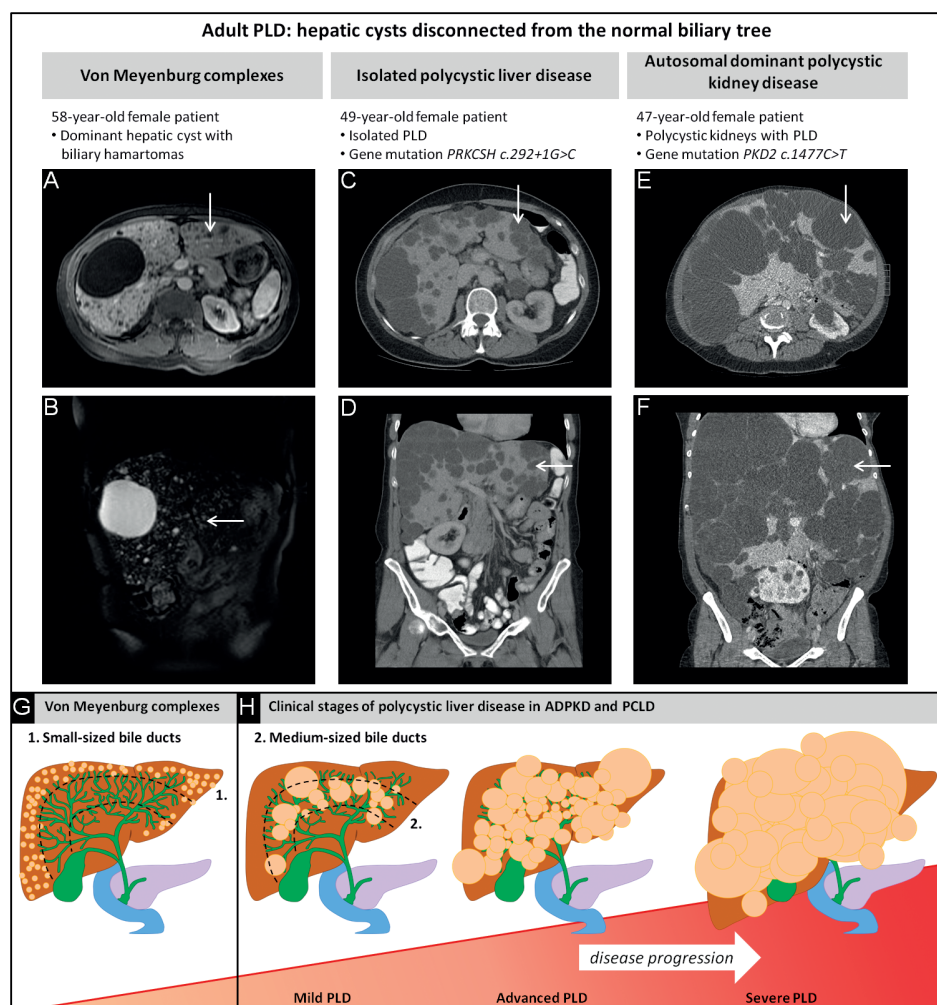 Adult PLD: hepatic cysts disconnected from the normal biliary tree
Von Meyenburg complexes
58-year-old female patient
• Dominant hepatic cyst with
biliary hamartomas
Isolated polycystic liver disease
49-year-old female patient
• Isolated PLD
• Gene mutation PRKCSH c.292+1G>C
Autosomal dominant polycystic
kidney disease
47-year-old female patient
• Polycystic kidneys with PLD
• Gene mutation PKD2 c.1477C>T
A
C
E
B
D
F
G
Von Meyenburg complexes
1. Small-sized bile ducts
1.
H
Clinical stages of polycystic liver disease in ADPKD and PCLD
2. Medium-sized bile ducts
2.
disease progression
Mild PLD
Advanced PLD
Severe PLD